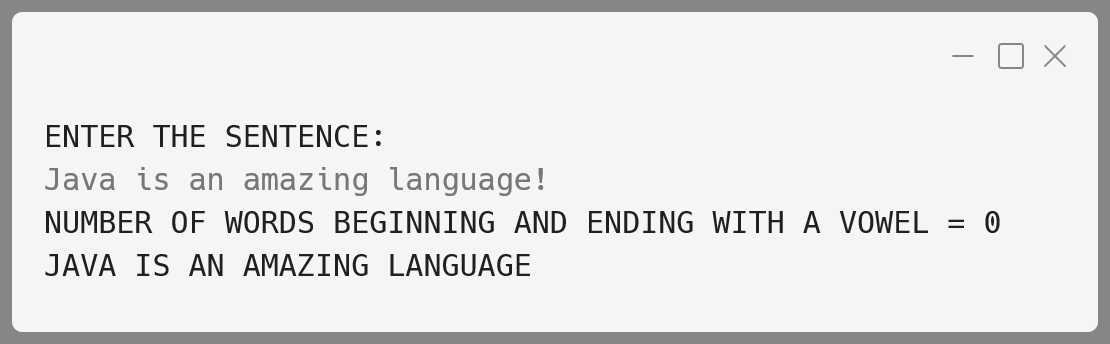 ENTER THE SENTENCE:
Java is an amazing language!
NUMBER OF WORDS BEGINNING AND ENDING WITH A VOWEL = 0
JAVA IS AN AMAZING LANGUAGE